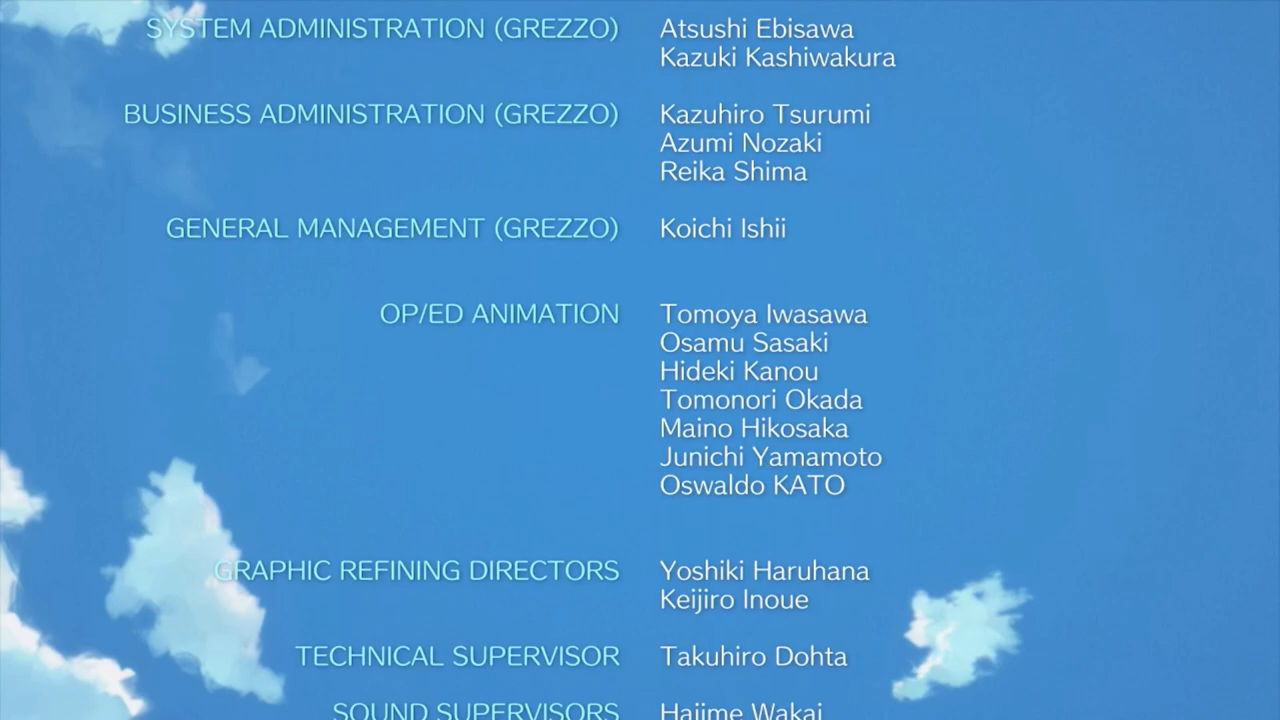 SYSTEM ADMINISTRATION (GREZZO) Atsushi Ebisawa
Kazuki Kashiwakura
BUSINESS ADMINISTRATION (GREZZO) Kazuhiro Tsurumi
Azumi Nozaki
Reika Shima
GENERAL MANAGEMENT (GREZZO) Koichi Ishii
OP/ED ANIMATION Tomoya Iwasawa
Osamu Sasaki
Hideki Kanou
Tomonori Okada
Maino Hikosaka
Junichi Yamamoto
Oswaldo KATO
GRAPHIC REFINING DIRECTORS Yoshiki Haruhana
Keijiro Inoue
TECHNICAL SUPERVISOR Takuhiro Dohta
SOUND SUPERVISORS Hajime Wakai